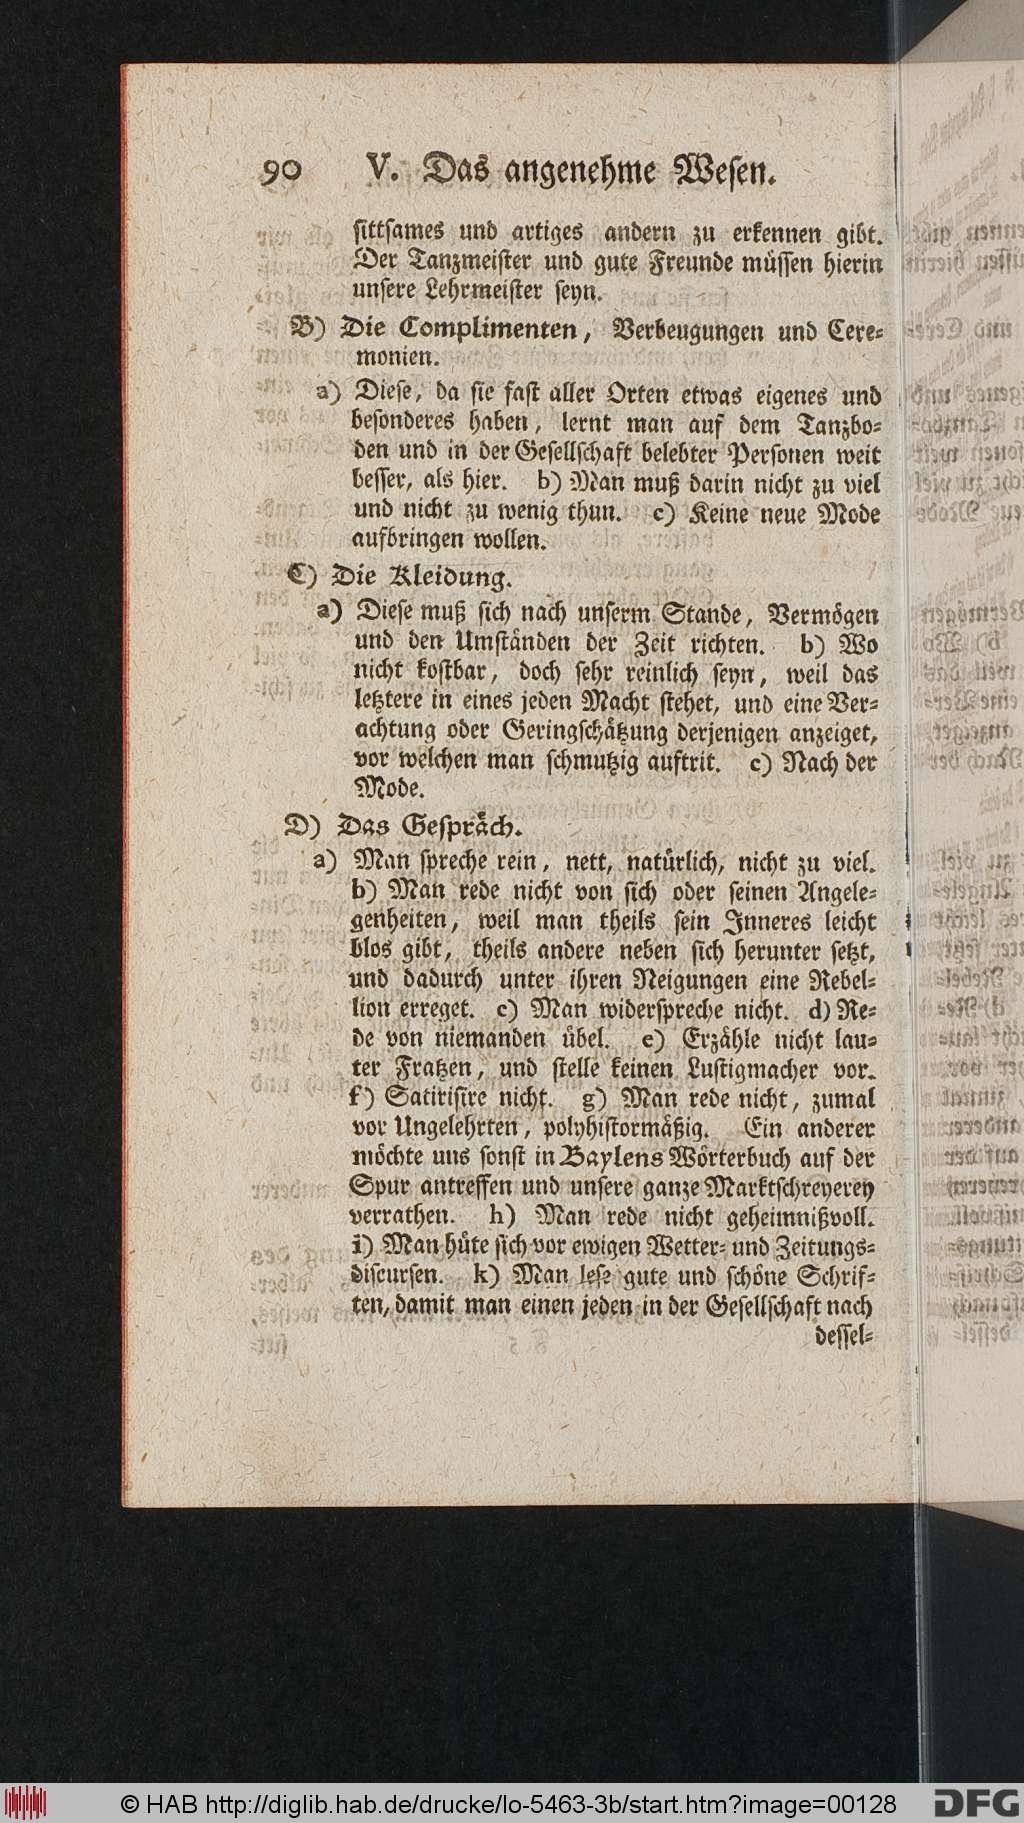 90 V. Das angenehme Wesen.
sittsames und artiges andern zu erkennen gibt.
Der Tanzmeister und gute Freunde müssen hierin
unsere Lehrmeister seyn.
B) Die Complimenten, Verbeugungen und Cere-
monien.
a) Diese, da sie fast aller Orten etwas eigenes und
besonderes haben, lernt man auf dem Tanzbo-
den und in der Gesellschaft belebter Personen weit
besser, als hier. b) Man muß darin nicht zu viel
und nicht zu wenig thun. c) Keine neue Mode
aufbringen wollen.
C) Die Kleidung.
a) Diese muß sich nach unserm Stande, Vermögen
und den Umständen der Zeit richten. b) Wo
nicht kostbar, doch sehr reinlich seyn, weil das
letztere in eines jeden Macht stehet, und eine Ver-
achtung oder Geringschätzung derjenigen anzeiget,
vor welchen man schmutzig auftrit. c) Nach der
Mode.
D) Das Gespräch.
a) Man spreche rein, nett, natürlich, nicht zu viel.
b) Man rede nicht von sich oder seinen Angele-
genheiten, weil man theils sein Inneres leicht
blos gibt, theils andere neben sich herunter setzt,
und dadurch unter ihren Neigungen eine Rebel-
lion erreget. c) Man widerspreche nicht. d) Re-
de von niemanden übel. e) Erzähle nicht lau-
ter Fratzen, und stelle keinen Lustigmacher vor.
f) Satirisire nicht. g) Man rede nicht, zumal
vor Ungelehrten, polyhistormäßig. Ein anderer
möchte uns sonst in Baylens Wörterbuch auf der
Spur antreffen und unsere ganze Marktschreyerey
verrathen. h) Man rede nicht geheimnißvoll.
i) Man hüte sich vor ewigen Wetter- und Zeitungs-
discursen. k) Man lese gute und schöne Schrif-
ten, damit man einen jeden in der Gesellschaft nach
dessel-
© HAB http://diglib.hab.de/drucke/lo-5463-3b/start.htm?image=00128 DFG